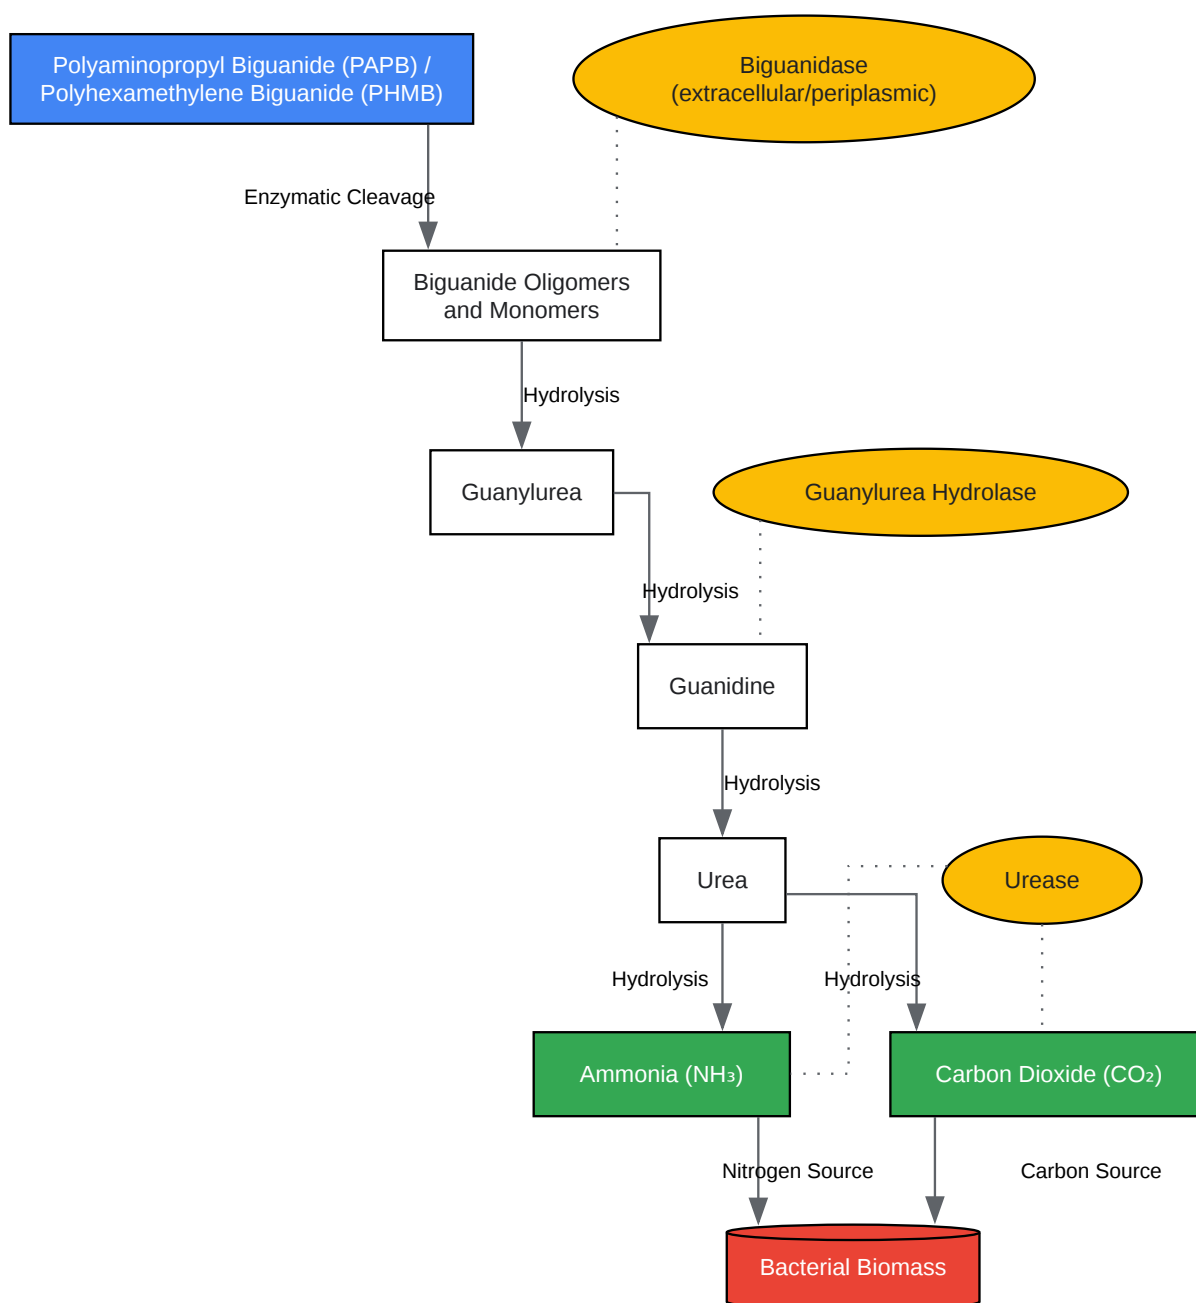 Polyaminopropyl Biguanide (PAPB) /
Polyhexamethylene Biguanide (PHMB)
Biguanidase
(extracellular/periplasmic)
Enzymatic Cleavage
Biguanide Oligomers
and Monomers
Hydrolysis
Guanylurea
Guanylurea Hydrolase
Hydrolysis
Guanidine
Hydrolysis
Urea
Urease
Hydrolysis
Hydrolysis
Ammonia (NH₃)
Carbon Dioxide (CO₂)
Nitrogen Source
Carbon Source
Bacterial Biomass